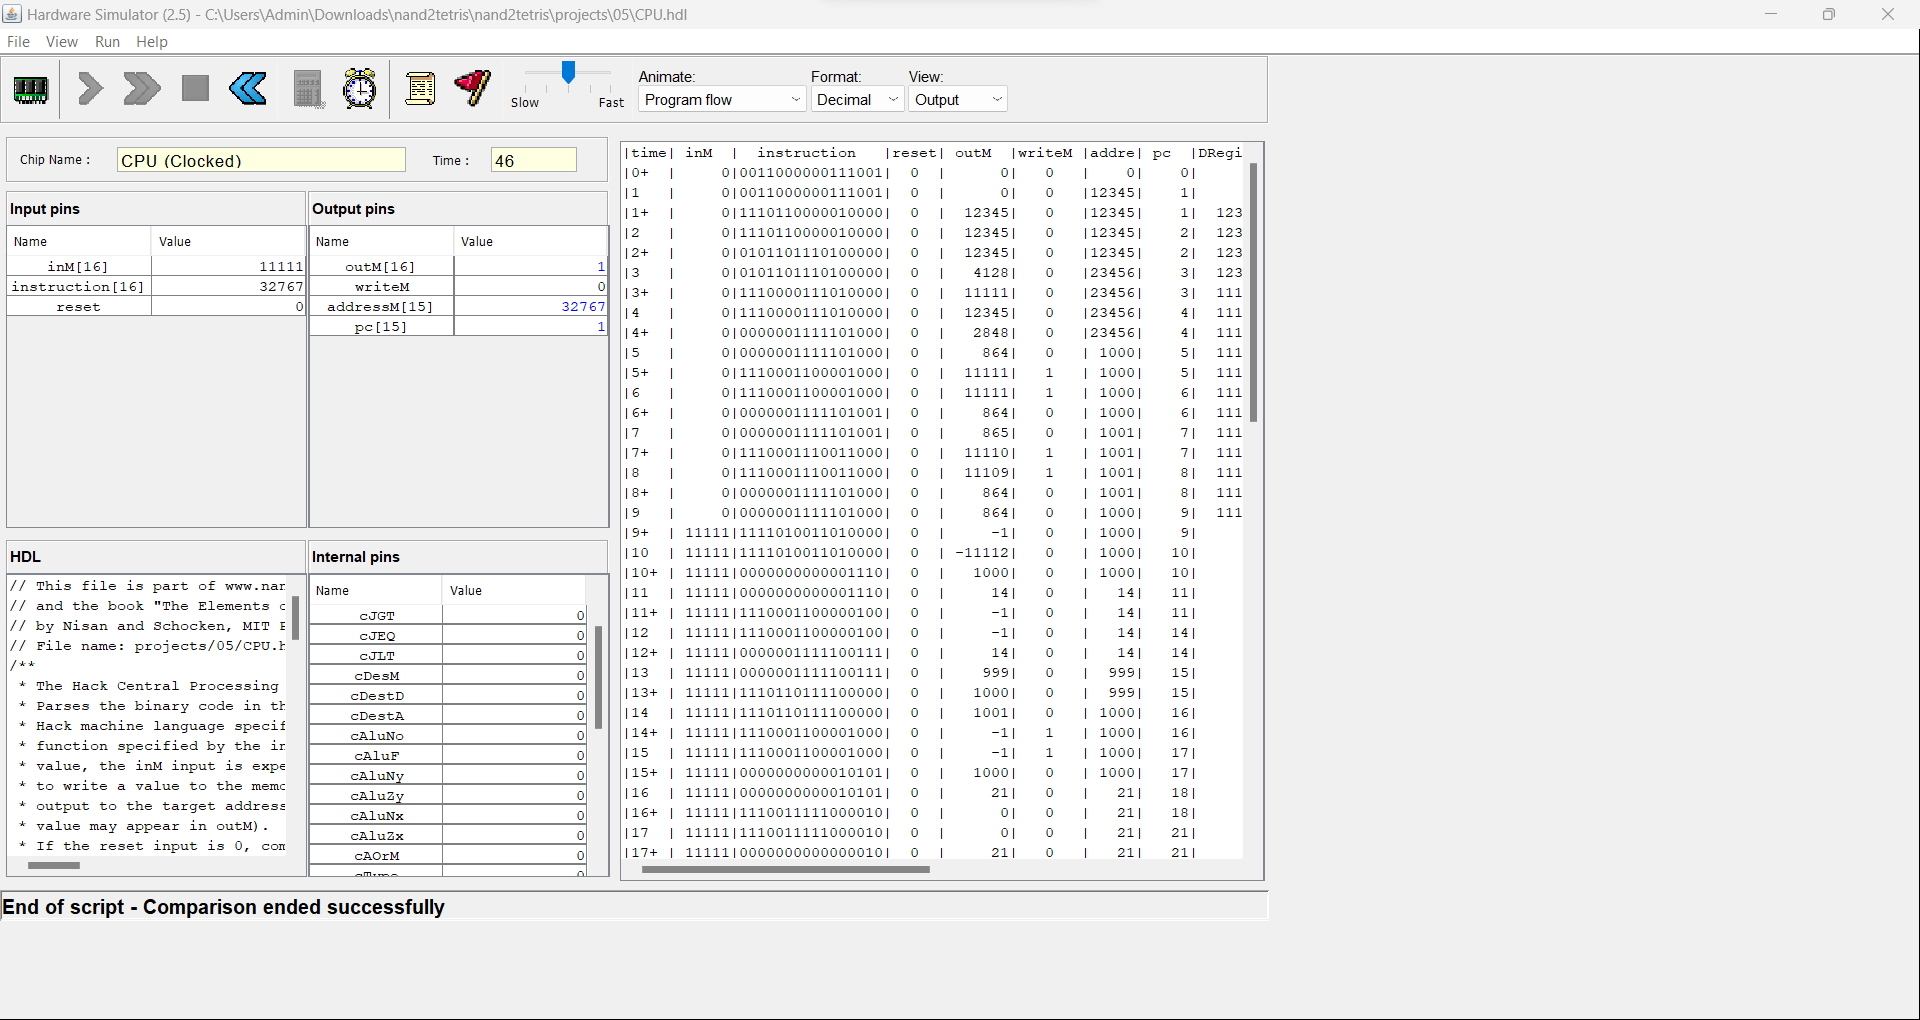 Hardware Simulator (2.5) - C:\Users\Admin\Downloads\nand2tetris\nand2tetris\projects\05\CPU.hdl
File View Run Help
Slow Fast
Animate: Format: View:
Program flow Decimal Output
Chip Name : CPU (Clocked) Time : 46
Input pins
Name Value
inM[16] 11111
instruction[16] 32767
reset 0
Output pins
Name Value
outM[16] 1
writeM 0
addressM[15] 32767
pc[15] 1
HDL
// This file is part of www.nan
// and the book "The Elements o
// by Nisan and Schocken, MIT P
// File name: projects/05/CPU.h
/**
* The Hack Central Processing
* Parses the binary code in th
* Hack machine language specif
* function specified by the in
* value, the inM input is expe
* to write a value to the memo
* output to the target address
* value may appear in outM).
* If the reset input is 0, com
Internal pins
Name Value
cJGT 0
cJEQ 0
cJLT 0
cDesM 0
cDestD 0
cDestA 0
cAluNo 0
cAluF 0
cAluNy 0
cAluZy 0
cAluNx 0
cAluZx 0
cAOrM 0
|time| inM | instruction |reset| outM |writeM |addre| pc |DRegi
|0+ | 0|0011000000111001| 0 | 0| 0 | 0| 0|
|1 | 0|0011000000111001| 0 | 0| 0 |12345| 1|
|1+ | 0|1110110000010000| 0 | 12345| 0 |12345| 1| 123
|2 | 0|1110110000010000| 0 | 12345| 0 |12345| 2| 123
|2+ | 0|0101101110100000| 0 | 12345| 0 |12345| 2| 123
|3 | 0|0101101110100000| 0 | 4128| 0 |23456| 3| 123
|3+ | 0|1110000111010000| 0 | 11111| 0 |23456| 3| 111
|4 | 0|1110000111010000| 0 | 12345| 0 |23456| 4| 111
|4+ | 0|0000001111101000| 0 | 2848| 0 |23456| 4| 111
|5 | 0|0000001111101000| 0 | 864| 0 | 1000| 5| 111
|5+ | 0|1110001100001000| 0 | 11111| 1 | 1000| 5| 111
|6 | 0|1110001100001000| 0 | 11111| 1 | 1000| 6| 111
|6+ | 0|0000001111101001| 0 | 864| 0 | 1000| 6| 111
|7 | 0|0000001111101001| 0 | 865| 0 | 1001| 7| 111
|7+ | 0|1110001110011000| 0 | 11110| 1 | 1001| 7| 111
|8 | 0|1110001110011000| 0 | 11109| 1 | 1001| 8| 111
|8+ | 0|0000001111101000| 0 | 864| 0 | 1001| 8| 111
|9 | 0|0000001111101000| 0 | 864| 0 | 1000| 9| 111
|9+ | 11111|1111010011010000| 0 | -1| 0 | 1000| 9|
|10 | 11111|1111010011010000| 0 | -11112| 0 | 1000| 10|
|10+ | 11111|0000000000001110| 0 | 1000| 0 | 1000| 10|
|11 | 11111|0000000000001110| 0 | 14| 0 | 14| 11|
|11+ | 11111|1110001100000100| 0 | -1| 0 | 14| 11|
|12 | 11111|1110001100000100| 0 | -1| 0 | 14| 14|
|12+ | 11111|0000001111100111| 0 | 14| 0 | 14| 14|
|13 | 11111|0000001111100111| 0 | 999| 0 | 999| 15|
|13+ | 11111|1110110111100000| 0 | 1000| 0 | 999| 15|
|14 | 11111|1110110111100000| 0 | 1001| 0 | 1000| 16|
|14+ | 11111|1110001100001000| 0 | -1| 1 | 1000| 16|
|15 | 11111|1110001100001000| 0 | -1| 1 | 1000| 17|
|15+ | 11111|0000000000010101| 0 | 1000| 0 | 1000| 17|
|16 | 11111|0000000000010101| 0 | 21| 0 | 21| 18|
|16+ | 11111|1110011111000010| 0 | 0| 0 | 21| 18|
|17 | 11111|1110011111000010| 0 | 0| 0 | 21| 21|
|17+ | 11111|0000000000000010| 0 | 21| 0 | 21| 21|
End of script - Comparison ended successfully